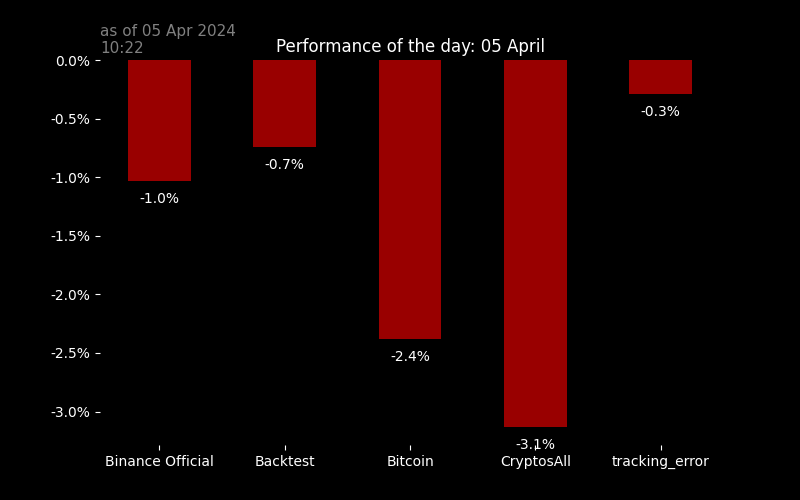 as of 05 Apr 2024
10:22
Performance of the day: 05 April
0.0%
-0.5%
-1.0%
-1.5%
-2.0%
-2.5%
-3.0%
-1.0%
-0.7%
-2.4%
-3.1%
-0.3%
Binance Official
Backtest
Bitcoin
CryptosAll
tracking_error